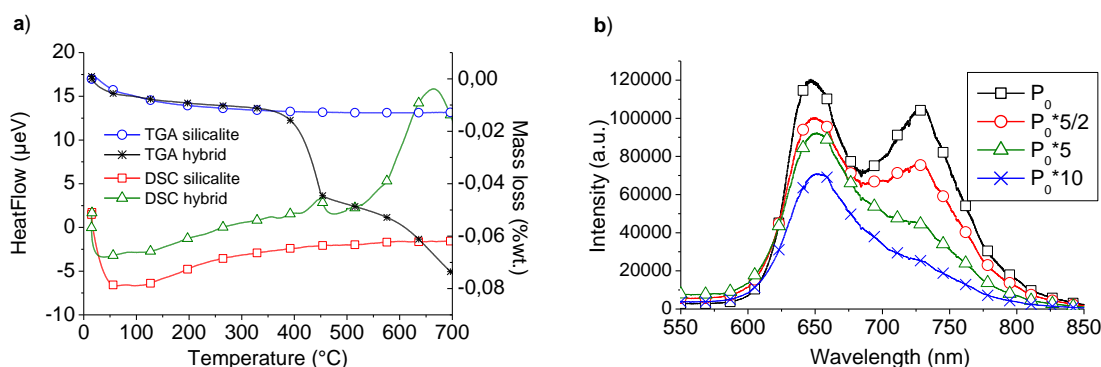 a)
20
15
10
5
0
-5
-10
HeatFlow (µeV)
TGA silicalite
TGA hybrid
DSC silicalite
DSC hybrid
0,00
-0,02
-0,04
-0,06
-0,08
Mass loss (%wt.)
0 100 200 300 400 500 600 700
Temperature (°C)
b)
120000
100000
80000
60000
40000
20000
0
Intensity (a.u.)
P₀
P₀*5/2
P₀*5
P₀*10
550 600 650 700 750 800 850
Wavelength (nm)